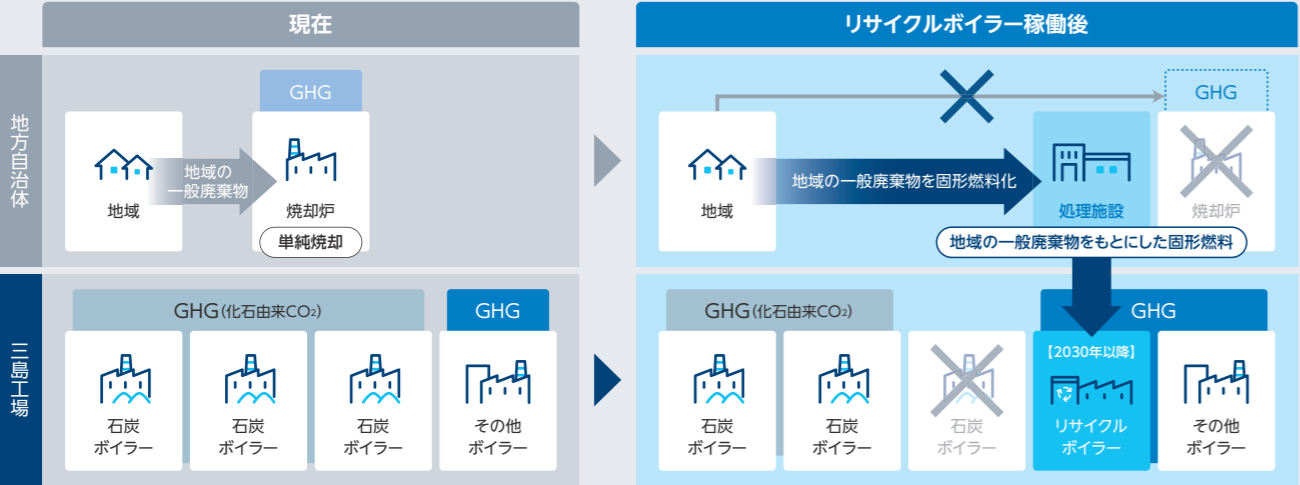 現在
リサイクルボイラー稼働後
地方自治体
GHG
地域の
一般廃棄物
地域
焼却炉
単純焼却
GHG
地域の一般廃棄物を固形燃料化
地域
処理施設
焼却炉
地域の一般廃棄物をもとにした固形燃料
三島工場
GHG(化石由来CO2)
GHG
石炭
ボイラー
石炭
ボイラー
石炭
ボイラー
その他
ボイラー
GHG(化石由来CO2)
GHG
石炭
ボイラー
石炭
ボイラー
石炭
ボイラー
【2030年以降】
リサイクル
ボイラー
その他
ボイラー